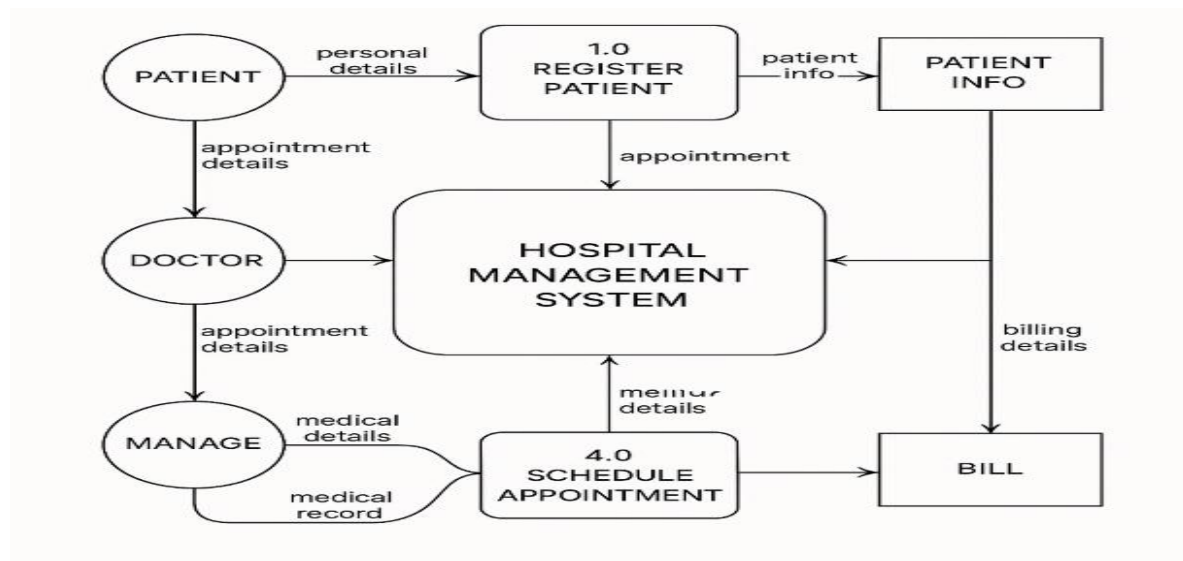 PATIENT
personal
details
1.0
REGISTER
PATIENT
patient
info
PATIENT
INFO
appointment
details
appointment
DOCTOR
HOSPITAL
MANAGEMENT
SYSTEM
appointment
details
billing
details
MANAGE
medical
details
details
4.0
SCHEDULE
APPOINTMENT
medical
record
BILL